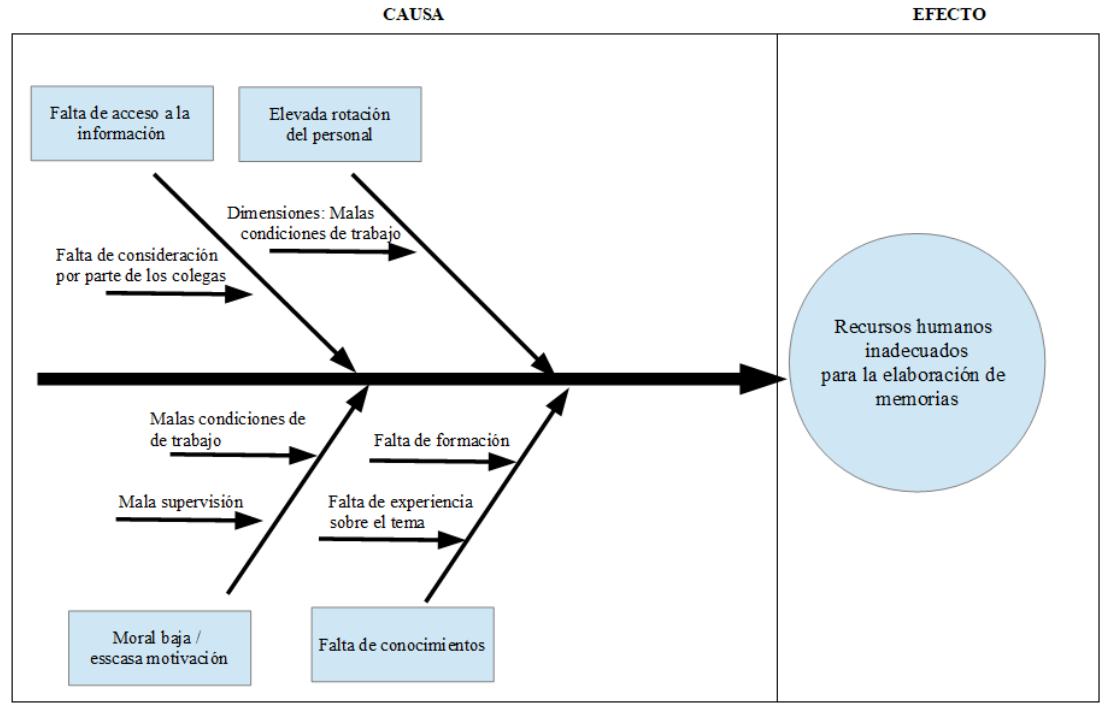 CAUSA
EFECTO
Falta de acceso a la
información
Elevada rotación
del personal
Dimensiones: Malas
condiciones de trabajo
Falta de consideración
por parte de los colegas
Recursos humanos
inadecuados
para la elaboración de
memorias
Malas condiciones de
de trabajo
Falta de formación
Mala supervisión
Falta de experiencia
sobre el tema
Moral baja /
esscasa motivación
Falta de conocimientos